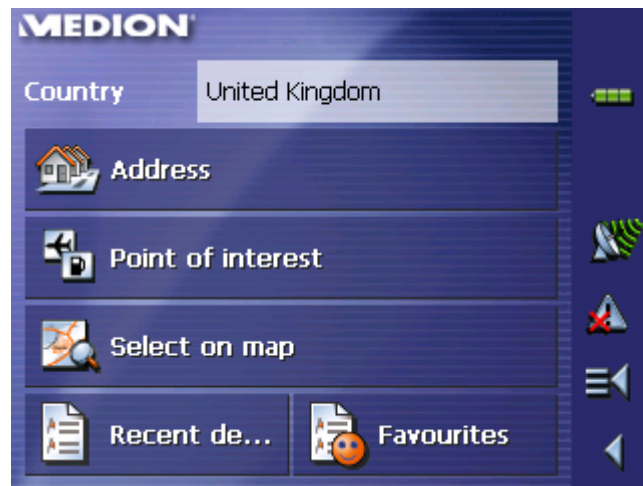 MEDION
Country United Kingdom
Address
Point of interest
Select on map
Recent de... Favourites